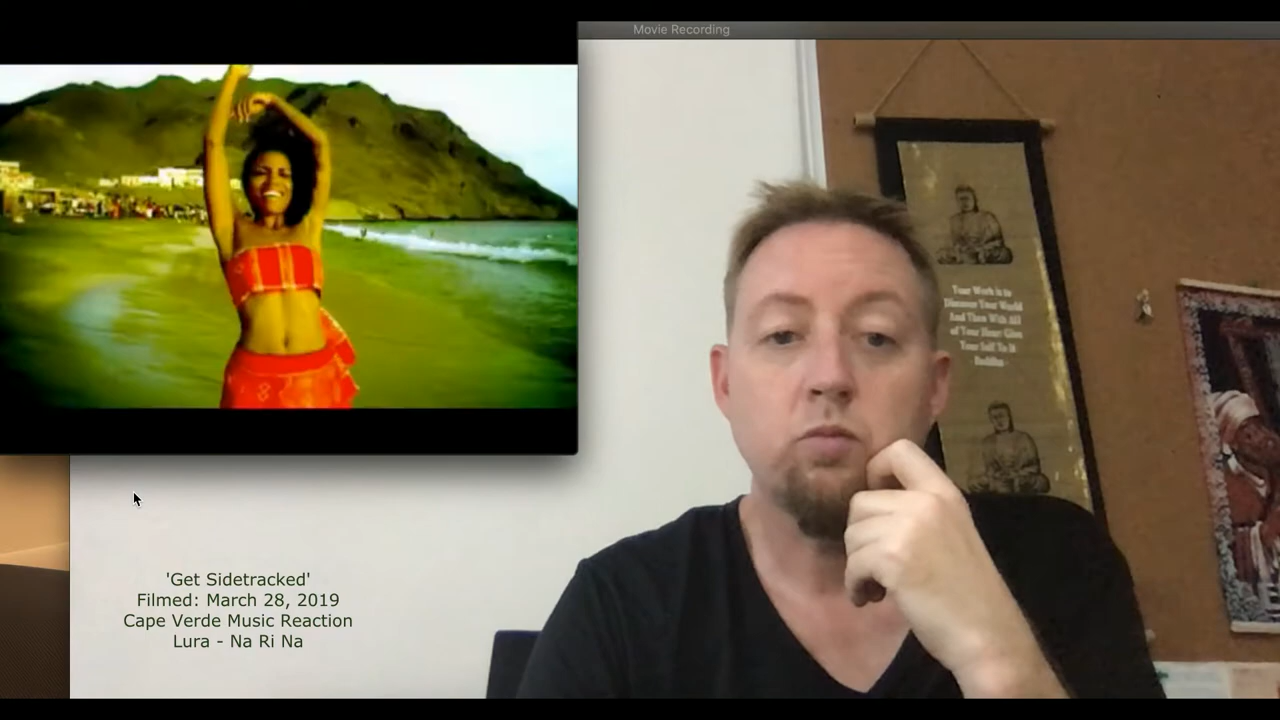 Movie Recording
Your Work is to
Discover Your World
And Then With All
of Your Heart Give
Your Self To It
Buddha
'Get Sidetracked'
Filmed: March 28, 2019
Cape Verde Music Reaction
Lura - Na Ri Na